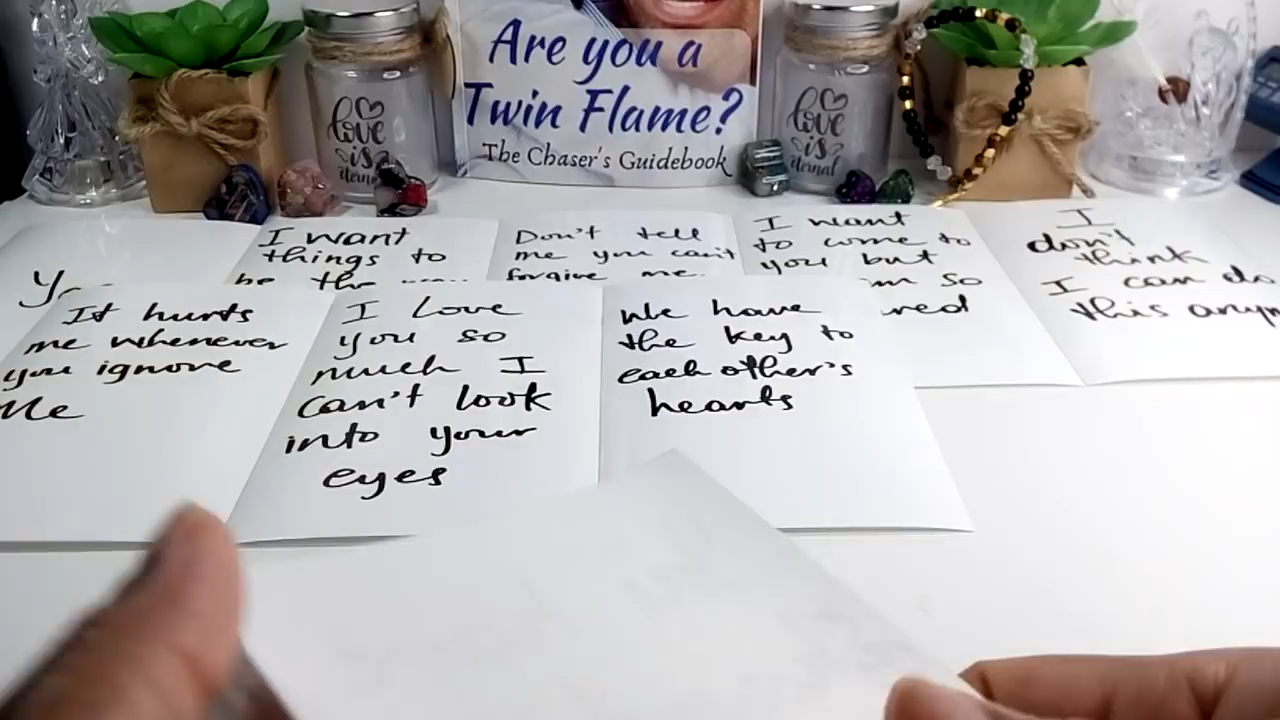 Are you a
Twin Flame?
The Chaser's Guidebook
love
is
eternal
love
is
eternal
I want
things to
be the
Don't tell
me you can't
forgive me
I want
to come to
you but
so
I
don't
think
I can do
this
It hurts
me whenever
you ignore
Me
I love
you so
much I
can't look
into your
eyes
We have
the key to
each other's
hearts